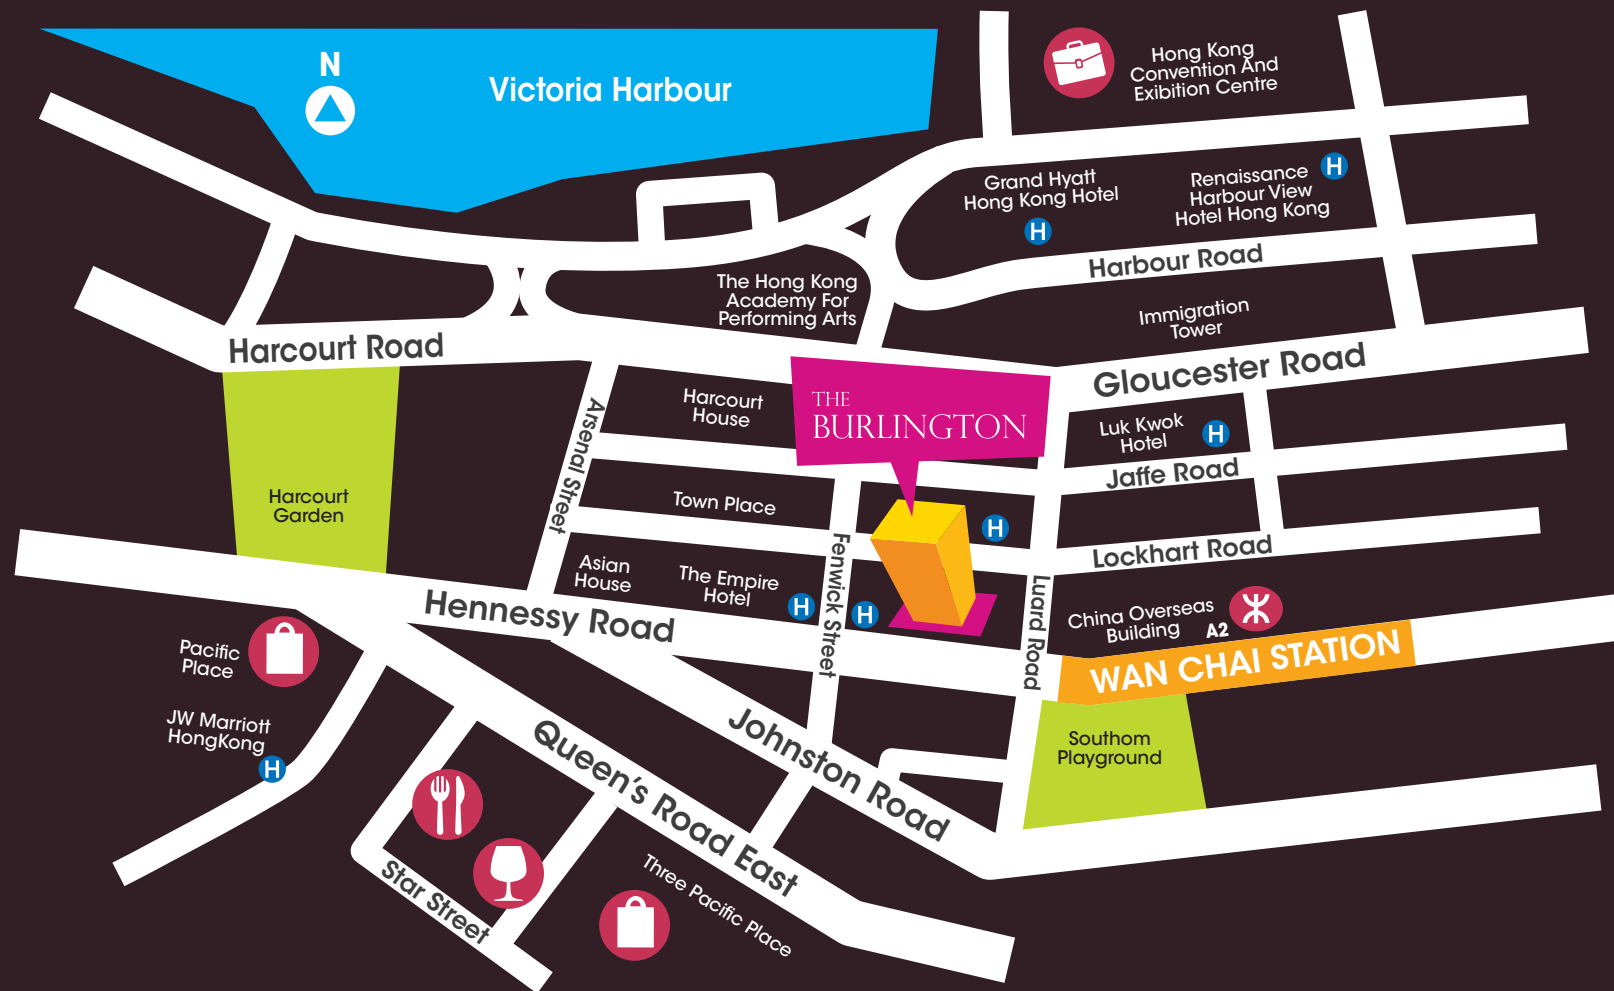 N
Victoria Harbour
Hong Kong
Convention And
Exibition Centre
Grand Hyatt
Hong Kong Hotel
H
Renaissance
Harbour View
Hotel Hong Kong
H
Harbour Road
The Hong Kong
Academy For
Performing Arts
Immigration
Tower
Harcourt Road
Gloucester Road
Harcourt
House
THE
BURLINGTON
Luk Kwok
Hotel
H
Arsenal Street
Jaffe Road
Harcourt
Garden
Town Place
H
Lockhart Road
Fenwick Street
Asian
House
The Empire
Hotel
H
H
Luard Road
China Overseas
Building
A2
Hennessy Road
WAN CHAI STATION
Pacific
Place
JW Marriott
HongKong
H
Southom
Playground
Johnston Road
Queen's Road East
Star Street
Three Pacific Place